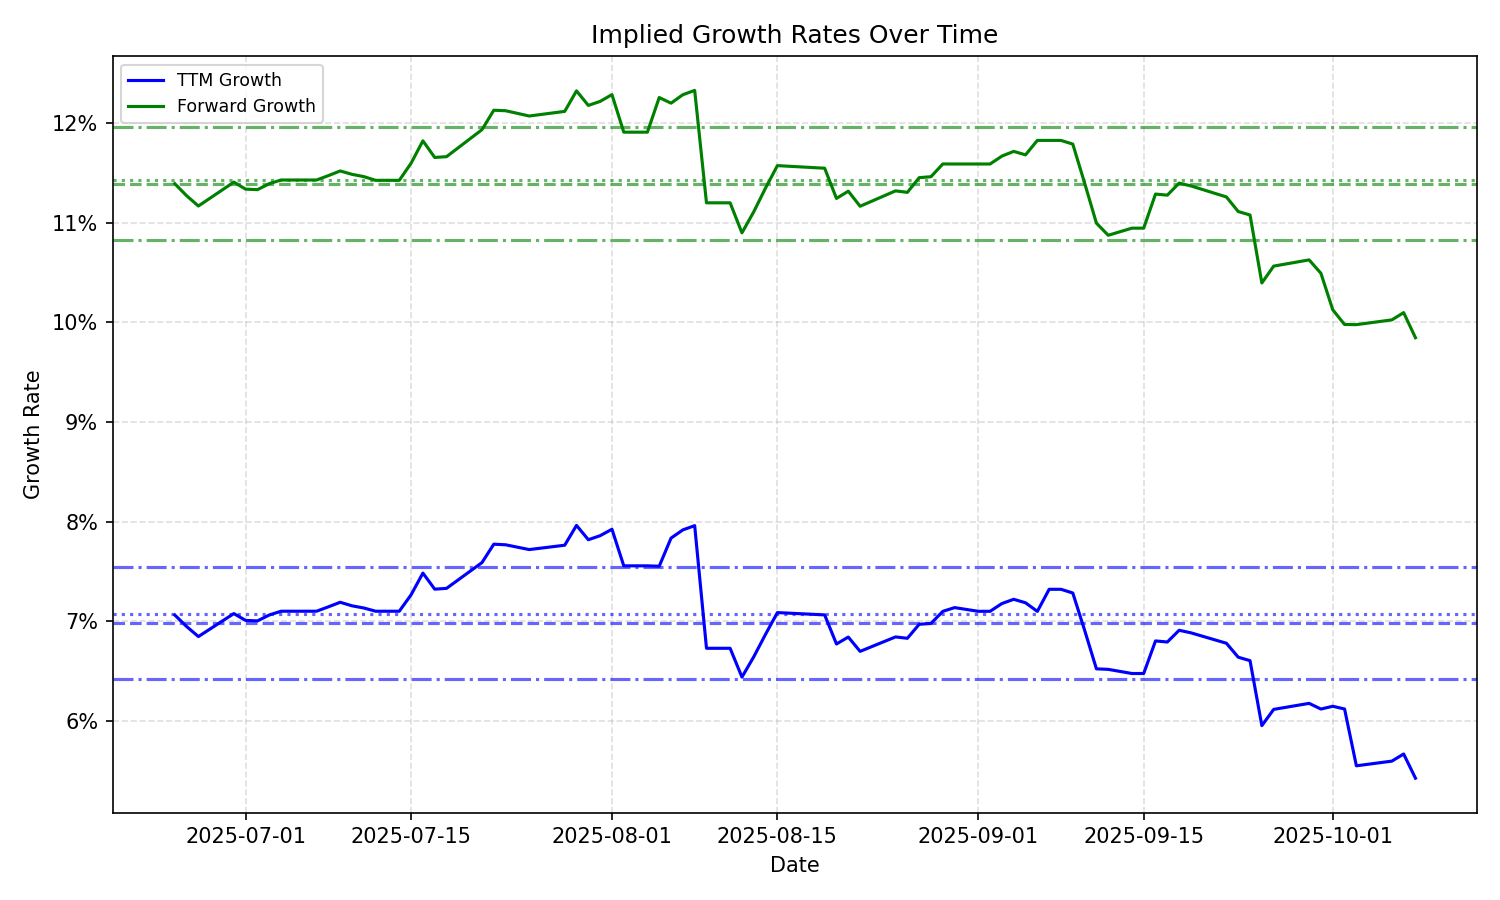 Implied Growth Rates Over Time
TTM Growth
Forward Growth
12%
11%
10%
9%
8%
7%
6%
Growth Rate
2025-07-01
2025-07-15
2025-08-01
2025-08-15
2025-09-01
2025-09-15
2025-10-01
Date